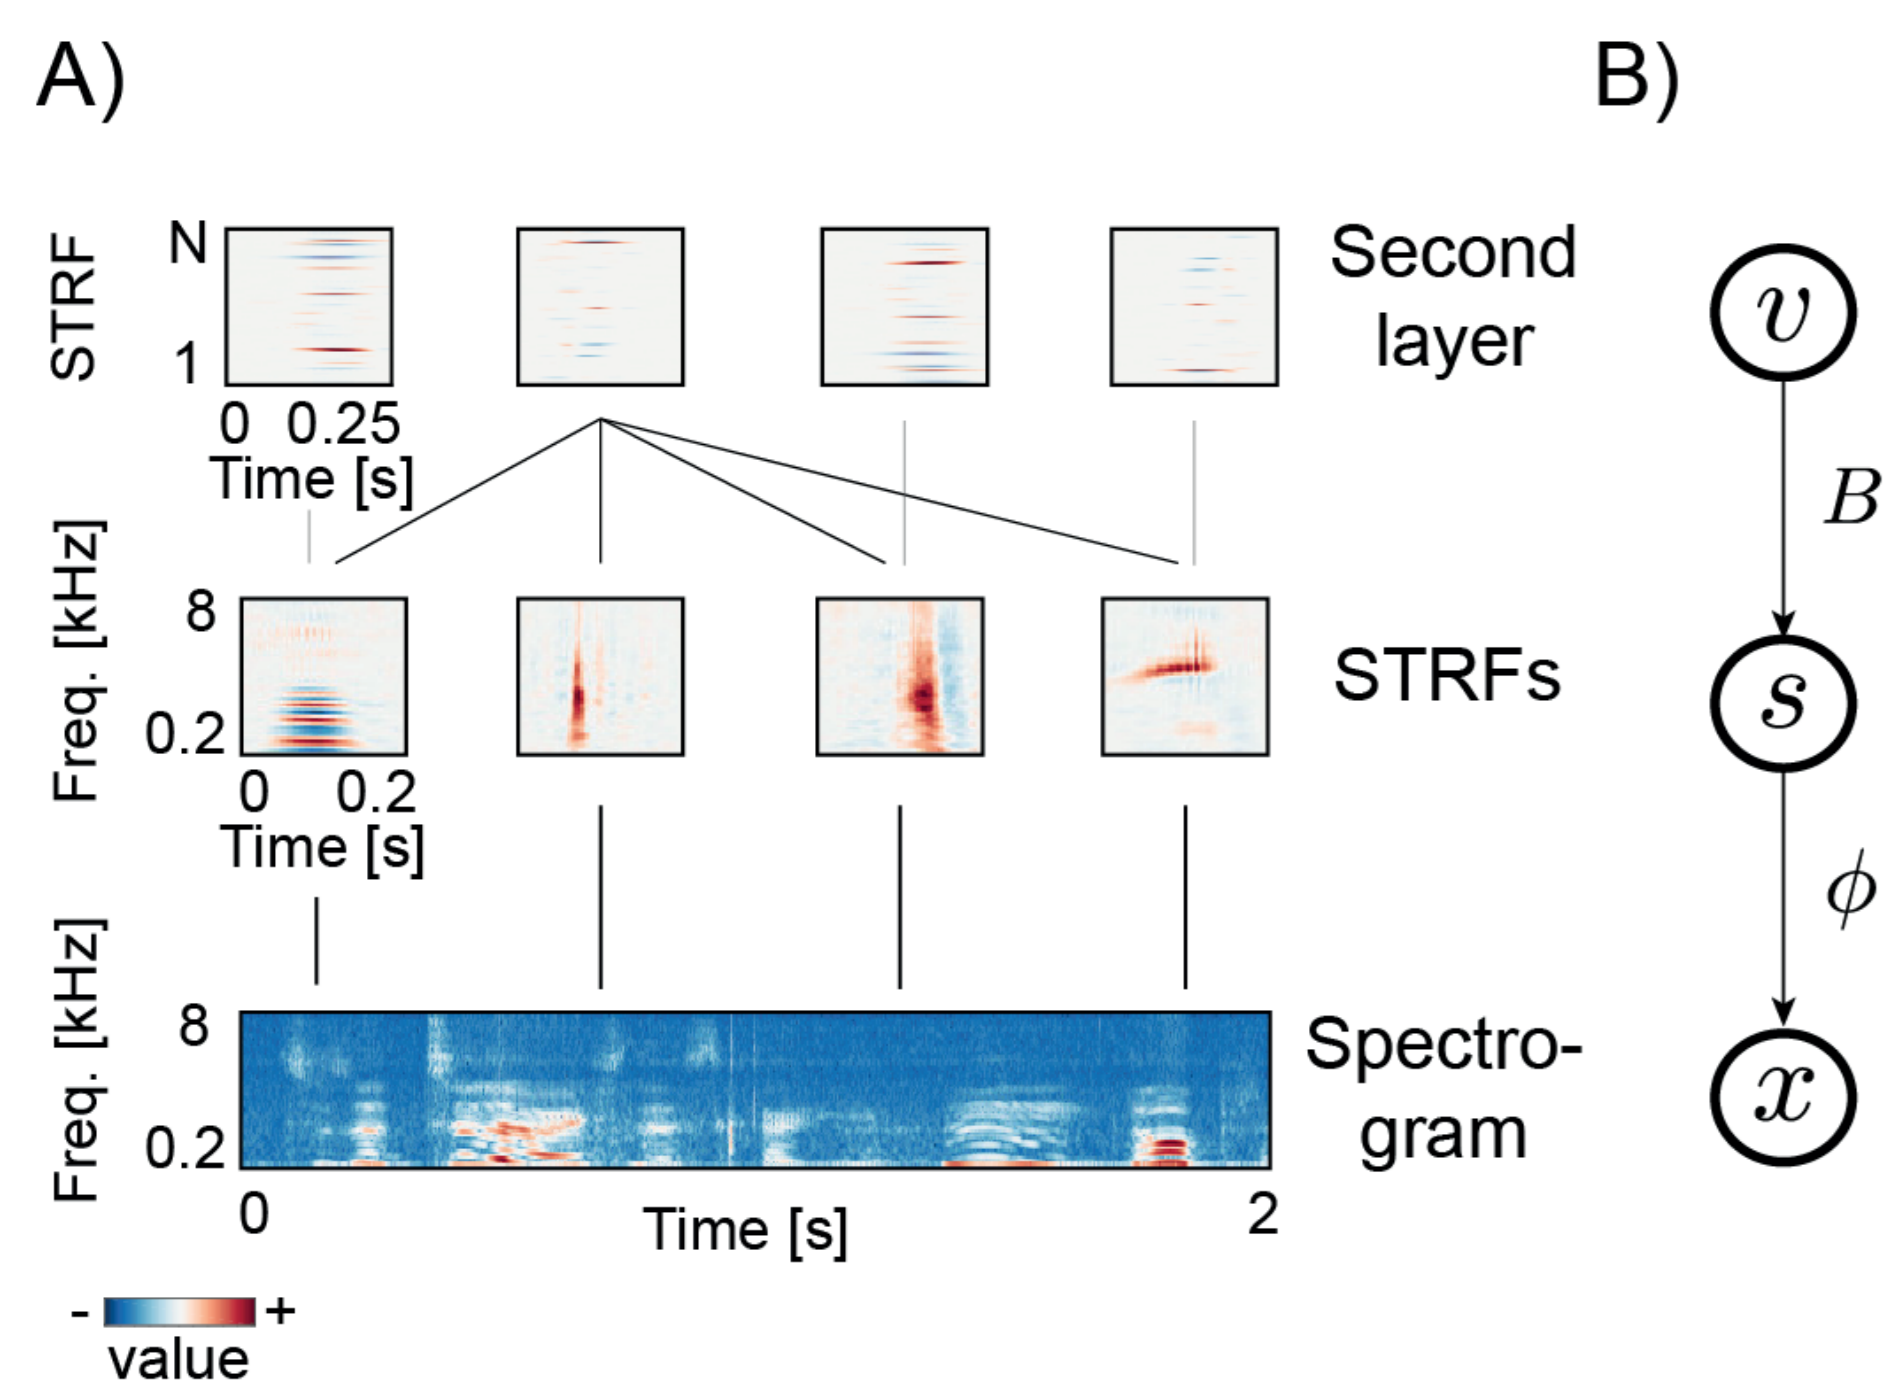 A)
B)
STRF
N
1
0 0.25
Time [s]
Second
layer
v
B
Freq. [kHz]
8
0.2
0 0.2
Time [s]
STRFs
s
ϕ
Freq. [kHz]
8
0.2
0
Time [s]
2
Spectro-
gram
x
- +
value